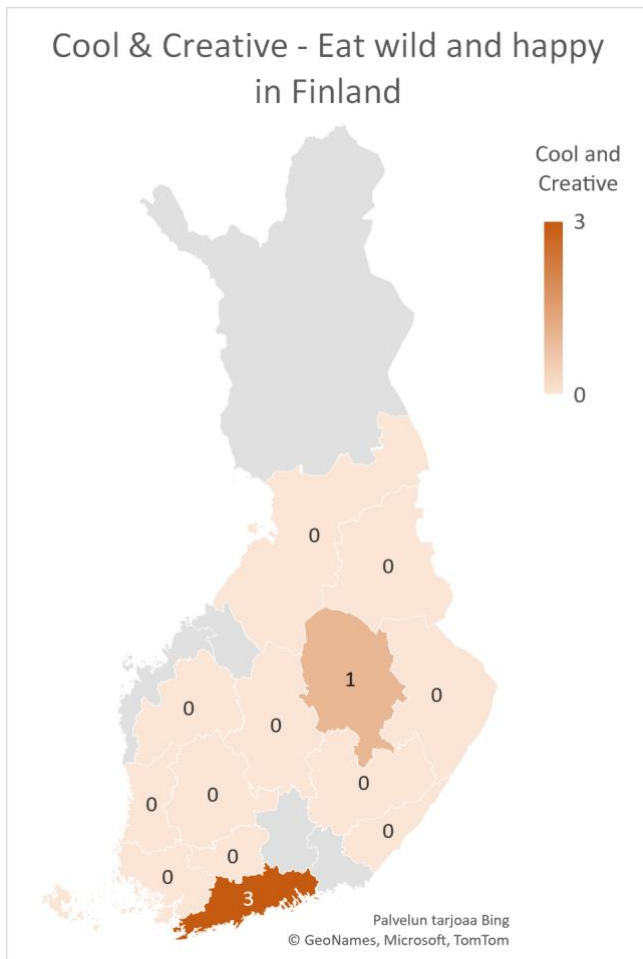 Cool & Creative - Eat wild and happy
in Finland
Cool and
Creative
3
0
0
0
1
0
0
0
0
0
0
0
0
0
3
Palvelun tarjoaa Bing
© GeoNames, Microsoft, TomTom